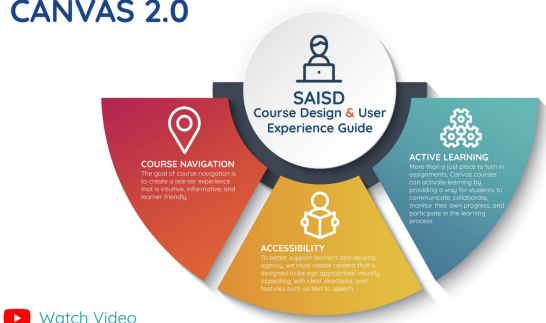 CANVAS 2.0
SAISD
Course Design & User
Experience Guide
COURSE NAVIGATION
The goal of course navigation is
to create a learner experience
that is intuitive, informative, and
learner friendly.
ACCESSIBILITY
To better support learners and develop
agency, we must create content that is
designed to be age appropriate, visually
appealing, with clear directions, and
features such as text to speech.
ACTIVE LEARNING
More than a just place to turn in
assignments, Canvas courses
can activate learning by
providing a way for students to
communicate, collaborate,
monitor their own progress, and
participate in the learning
process.
Watch Video